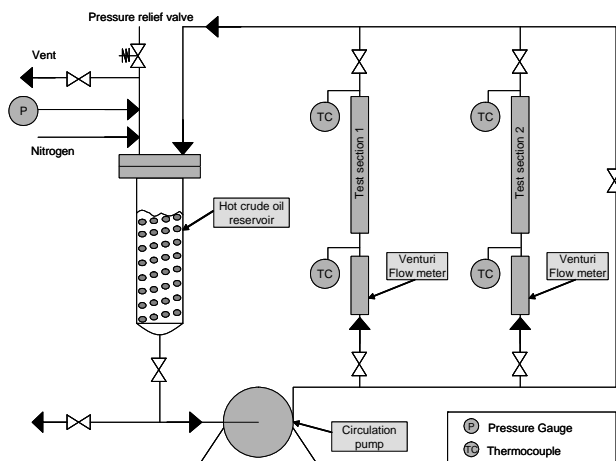 Pressure relief valve
Vent
P
Nitrogen
Hot crude oil
reservoir
TC
Test section 1
TC
Test section 2
TC
Venturi
Flow meter
TC
Venturi
Flow meter
Circulation
pump
P Pressure Gauge
TC Thermocouple